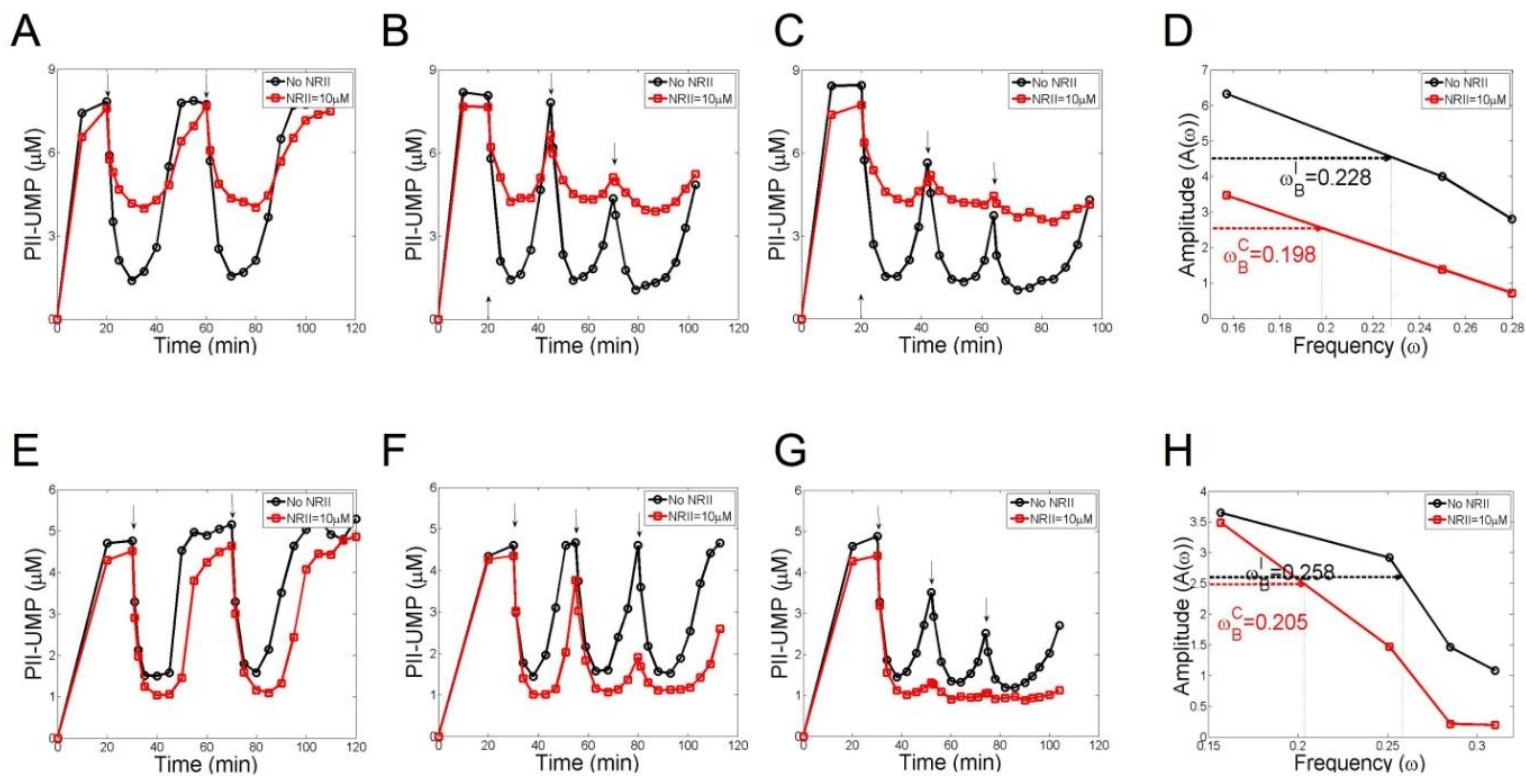 A
B
C
D
No NRII
NRII=10μM
No NRII
NRII=10μM
No NRII
NRII=10μM
No NRII
NRII=10μM
PII-UMP (μM)
9
6
3
0
0 20 40 60 80 100 120
Time (min)
PII-UMP (μM)
9
6
3
0
0 20 40 60 80 100 120
Time (min)
PII-UMP (μM)
9
6
3
0
0 20 40 60 80 100
Time (min)
Amplitude (A(ω))
7
6
5
4
3
2
1
0
ω_B^I=0.228
ω_B^C=0.198
0.16 0.18 0.2 0.22 0.24 0.26 0.28
Frequency (ω)
E
F
G
H
No NRII
NRII=10μM
No NRII
NRII=10μM
No NRII
NRII=10μM
No NRII
NRII=10μM
PII-UMP (μM)
6
5
4
3
2
1
0
0 20 40 60 80 100 120
Time (min)
PII-UMP (μM)
6
5
4
3
2
1
0
0 20 40 60 80 100 120
Time (min)
PII-UMP (μM)
6
5
4
3
2
1
0
0 20 40 60 80 100 120
Time (min)
Amplitude (A(ω))
4
3.5
3
2.5
2
1.5
1
0.5
0
ω_B^I=0.258
ω_B^C=0.205
0.15 0.2 0.25 0.3
Frequency (ω)